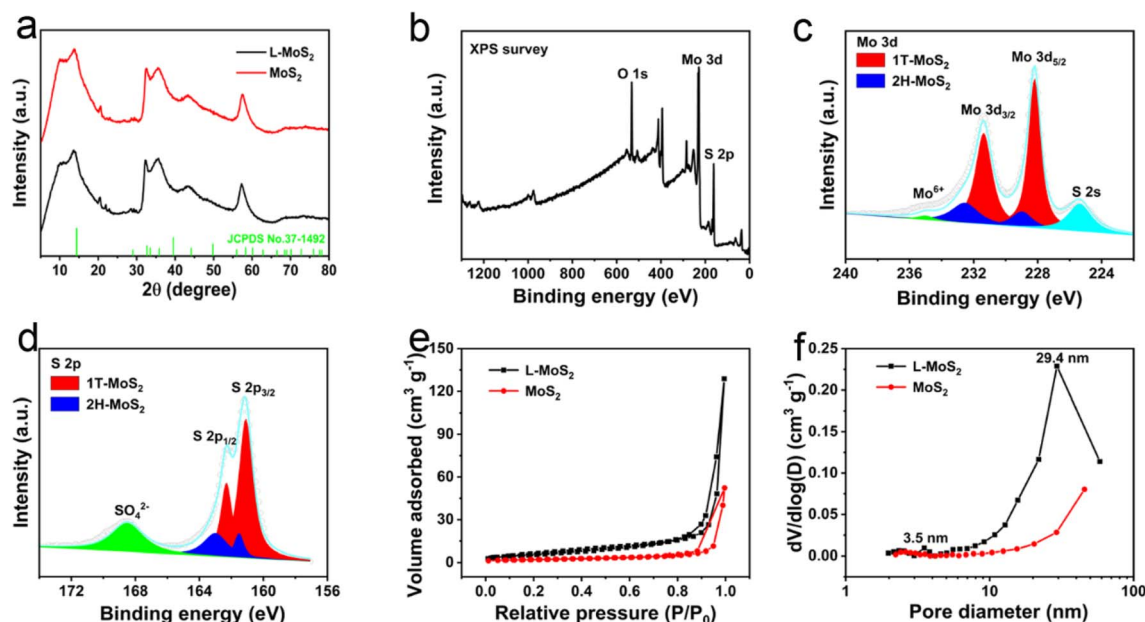 a
L-MoS₂
MoS₂
Intensity (a.u.)
JCPDS No.37-1492
10 20 30 40 50 60 70 80
2θ (degree)
b
XPS survey
O 1s
Mo 3d
S 2p
Intensity (a.u.)
1200 1000 800 600 400 200 0
Binding energy (eV)
c
Mo 3d
1T-MoS₂
2H-MoS₂
Mo 3d₅/₂
Mo 3d₃/₂
Mo⁶⁺
S 2s
Intensity (a.u.)
240 236 232 228 224
Binding energy (eV)
d
S 2p
1T-MoS₂
2H-MoS₂
S 2p₃/₂
S 2p₁/₂
SO₄²⁻
Intensity (a.u.)
172 168 164 160 156
Binding energy (eV)
e
150
120
90
60
30
0
L-MoS₂
MoS₂
Volume adsorbed (cm³ g⁻¹)
0.0 0.2 0.4 0.6 0.8 1.0
Relative pressure (P/P₀)
f
0.25
0.20
0.15
0.10
0.05
0.00
L-MoS₂
MoS₂
29.4 nm
3.5 nm
dV/dlog(D) (cm³ g⁻¹)
1 10 100
Pore diameter (nm)